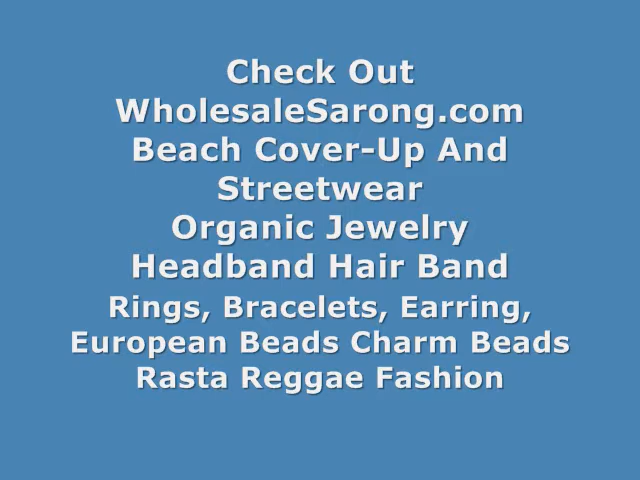 Check Out
WholesaleSarong.com
Beach Cover-Up And
Streetwear
Organic Jewelry
Headband Hair Band
Rings, Bracelets, Earring,
European Beads Charm Beads
Rasta Reggae Fashion